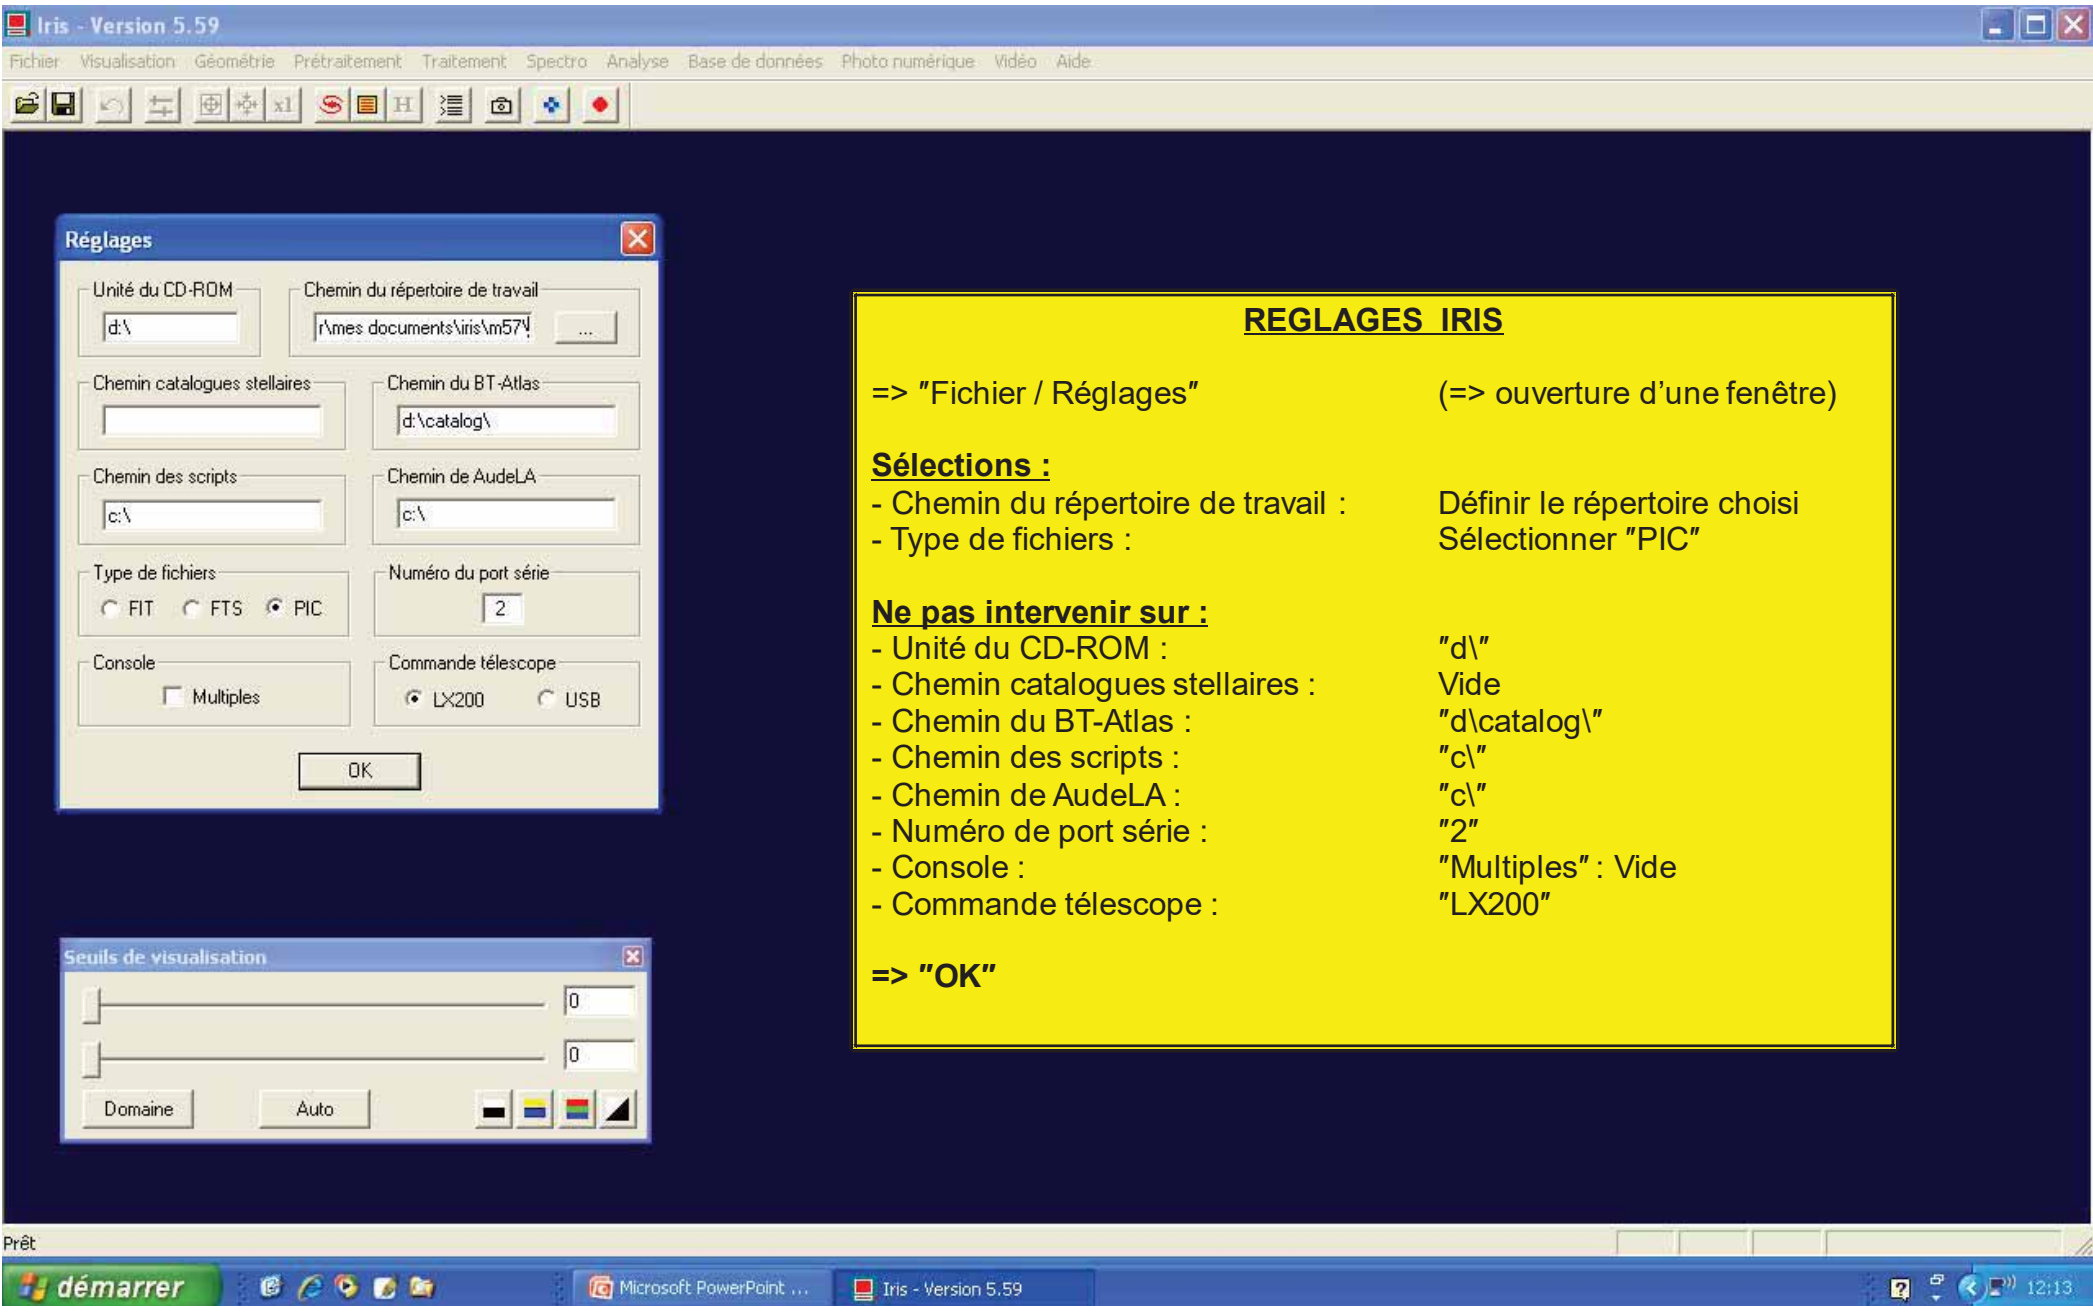 Iris - Version 5.59
Fichier Visualisation Géométrie Prétraitement Traitement Spectro Analyse Base de données Photo numérique Vidéo Aide
x1 H
Réglages
Unité du CD-ROM Chemin du répertoire de travail
d:\ r\mes documents\iris\m57\ ...
Chemin catalogues stellaires Chemin du BT-Atlas
d:\catalog\
Chemin des scripts Chemin de AudeLA
c:\ c:\
Type de fichiers Numéro du port série
FIT FTS PIC 2
Console Commande télescope
Multiples LX200 USB
OK
Seuils de visualisation
0
0
Domaine Auto
REGLAGES IRIS
=> "Fichier / Réglages" (=> ouverture d’une fenêtre)
Sélections :
- Chemin du répertoire de travail : Définir le répertoire choisi
- Type de fichiers : Sélectionner "PIC"
Ne pas intervenir sur :
- Unité du CD-ROM : "d\"
- Chemin catalogues stellaires : Vide
- Chemin du BT-Atlas : "d\catalog\"
- Chemin des scripts : "c\"
- Chemin de AudeLA : "c\"
- Numéro de port série : "2"
- Console : "Multiples" : Vide
- Commande télescope : "LX200"
=> "OK"
Prêt
démarrer Microsoft PowerPoint ... Iris - Version 5.59 12:13